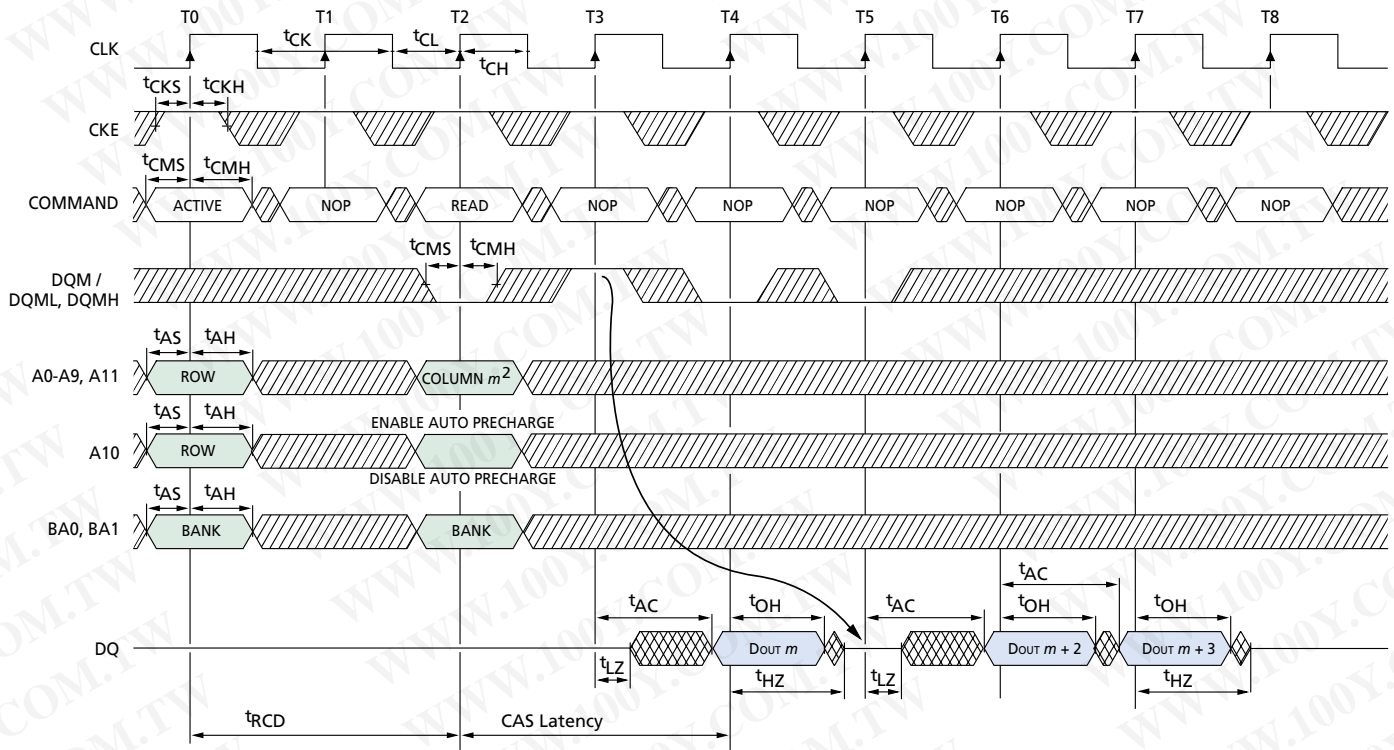 T0 T1 T2 T3 T4 T5 T6 T7 T8
CLK
tCK tCL
tCH
tCKS tCKH
CKE
tCMS tCMH
COMMAND ACTIVE NOP READ NOP NOP NOP NOP NOP NOP
tCMS tCMH
DQM /
DQML, DQMH
tAS tAH
A0-A9, A11 ROW COLUMN m2
tAS tAH
ENABLE AUTO PRECHARGE
A10 ROW
DISABLE AUTO PRECHARGE
tAS tAH
BA0, BA1 BANK BANK
tAC
tAC tOH tAC tOH tOH
DQ DOUT m DOUT m + 2 DOUT m + 3
tLZ tHZ tLZ tHZ
tRCD CAS Latency
WWW.100Y.COM.TW